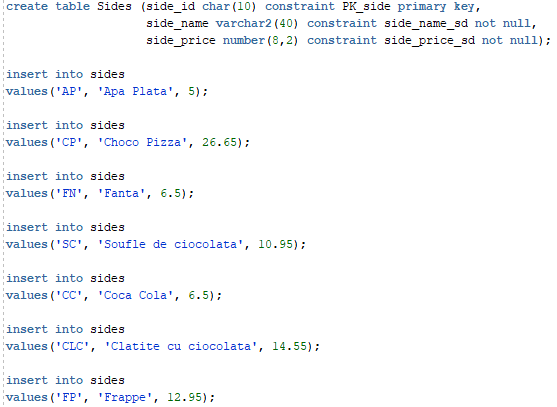 create table Sides (side_id char(10) constraint PK_side primary key,
side_name varchar2(40) constraint side_name_sd not null,
side_price number(8,2) constraint side_price_sd not null);
insert into sides
values('AP', 'Apa Plata', 5);
insert into sides
values('CP', 'Choco Pizza', 26.65);
insert into sides
values('FN', 'Fanta', 6.5);
insert into sides
values('SC', 'Soufle de ciocolata', 10.95);
insert into sides
values('CC', 'Coca Cola', 6.5);
insert into sides
values('CLC', 'Clatite cu ciocolata', 14.55);
insert into sides
values('FP', 'Frappe', 12.95);